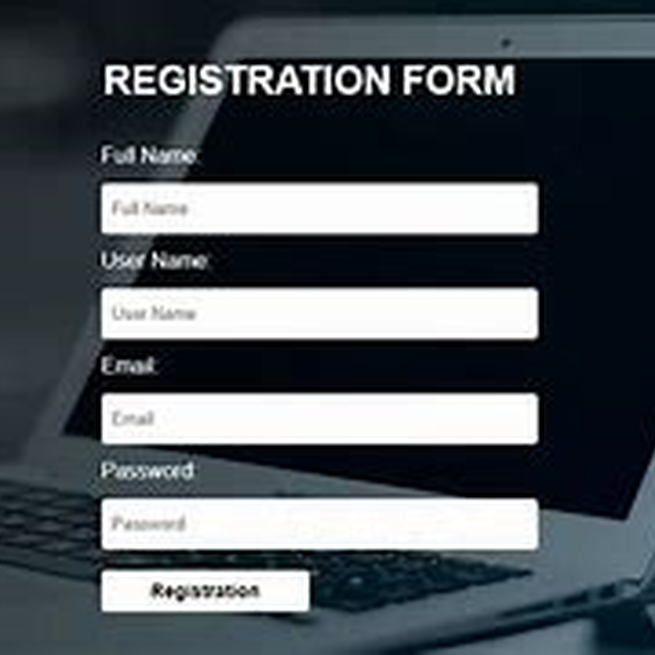 REGISTRATION FORM
Full Name:
Full Name
User Name:
User Name
Email:
Email
Password
Password
Registration